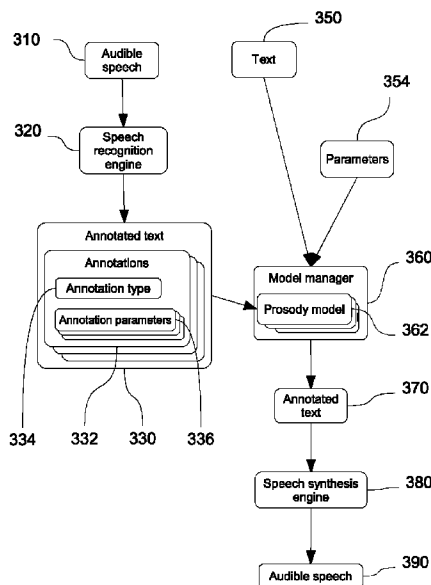 310
Audible
speech
320
Speech
recognition
engine
Annotated text
Annotations
Annotation type
Annotation parameters
334
332
330
336
350
Text
354
Parameters
Model manager
360
Prosody model
362
Annotated
text
370
Speech synthesis
engine
380
Audible speech
390